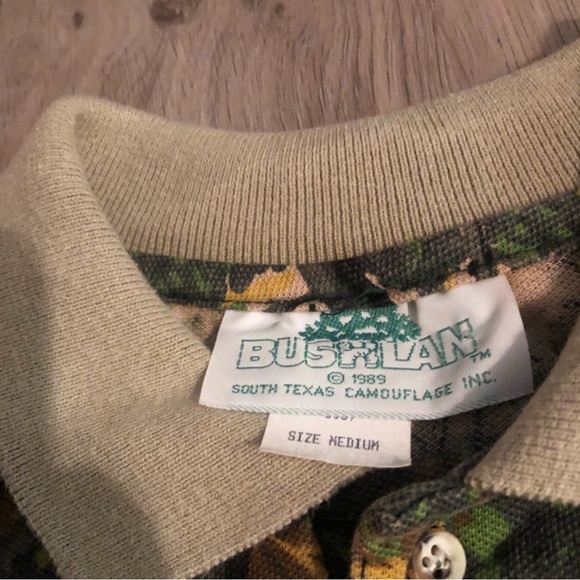 BUSHLAN™
© 1989
SOUTH TEXAS CAMOUFLAGE INC.
SIZE MEDIUM